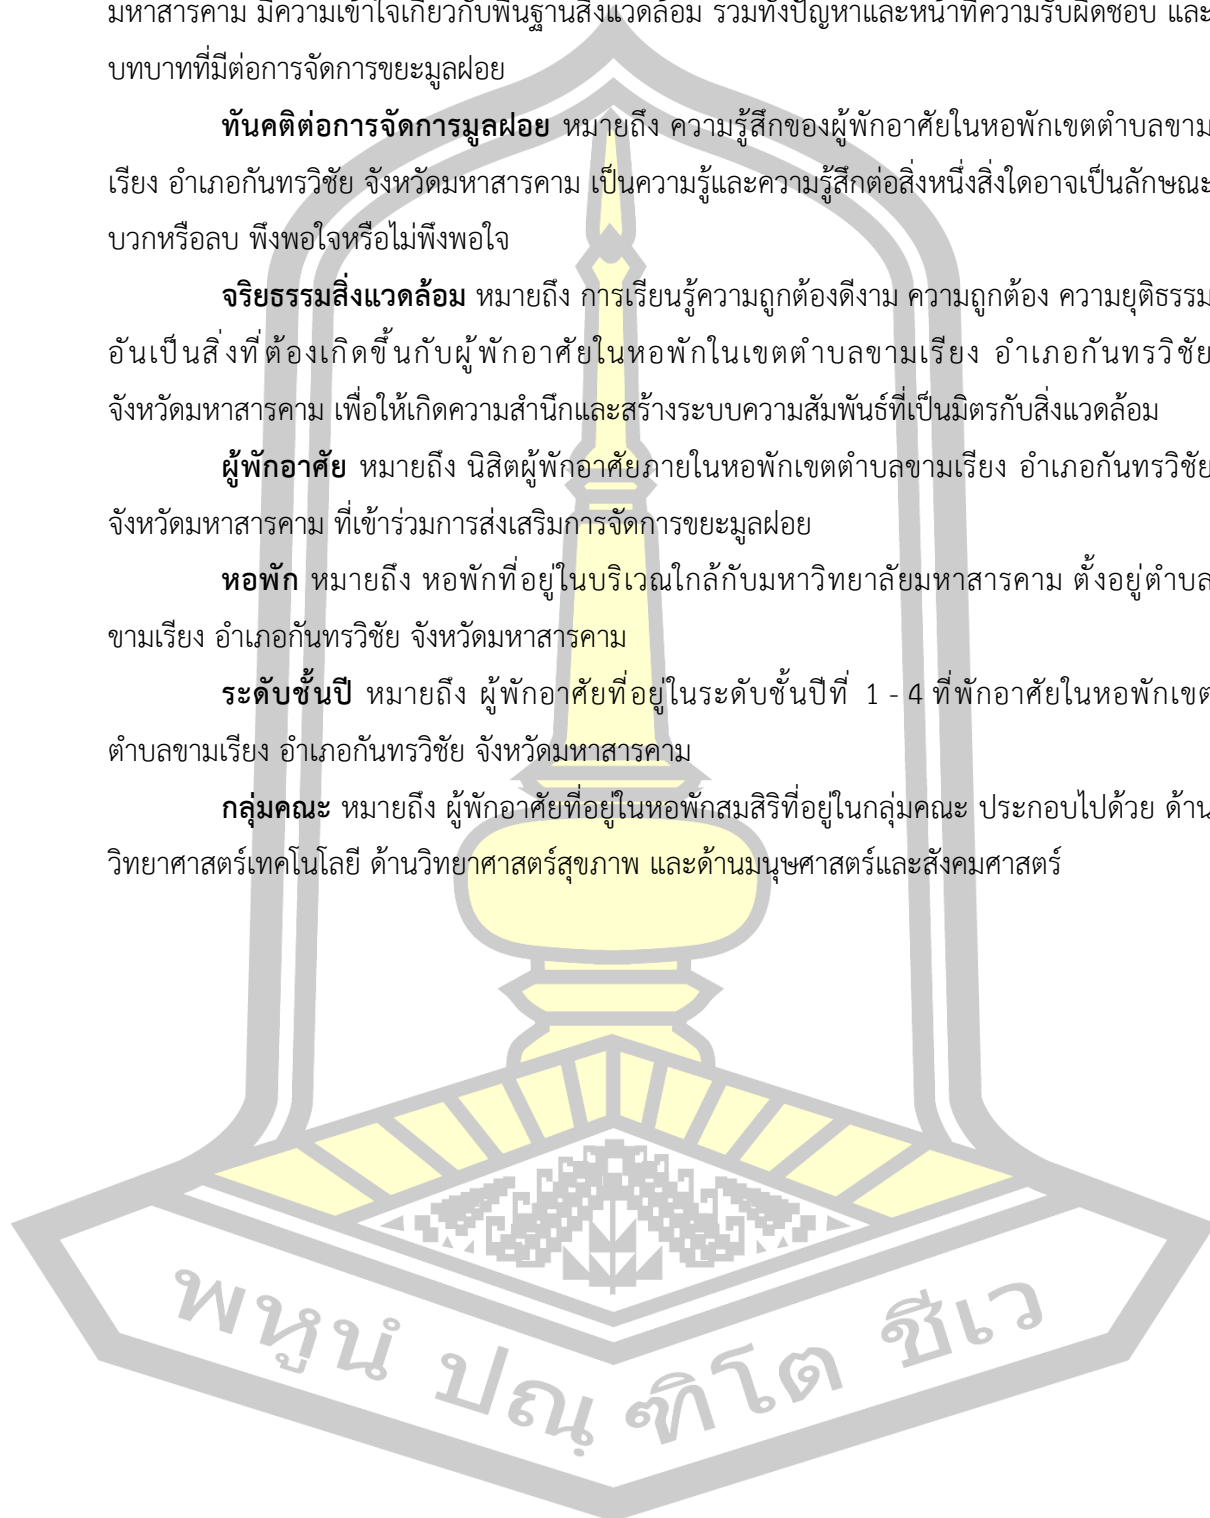 มหาสารคาม มีความเข้าใจเกี่ยวกับพื้นฐานสิ่งแวดล้อม รวมทั้งปัญหาและหน้าที่ความรับผิดชอบ และ
บทบาทที่มีต่อการจัดการขยะมูลฝอย
ทันคติต่อการจัดการมูลฝอย หมายถึง ความรู้สึกของผู้พักอาศัยในหอพักเขตตำบลขาม
เรียง อำเภอกันทรวิชัย จังหวัดมหาสารคาม เป็นความรู้และความรู้สึกต่อสิ่งหนึ่งสิ่งใดอาจเป็นลักษณะ
บวกหรือลบ พึงพอใจหรือไม่พึงพอใจ
จริยธรรมสิ่งแวดล้อม หมายถึง การเรียนรู้ความถูกต้องดีงาม ความถูกต้อง ความยุติธรรม
อันเป็นสิ่งที่ต้องเกิดขึ้นกับผู้พักอาศัยในหอพักในเขตตำบลขามเรียง อำเภอกันทรวิชัย
จังหวัดมหาสารคาม เพื่อให้เกิดความสำนึกและสร้างระบบความสัมพันธ์ที่เป็นมิตรกับสิ่งแวดล้อม
ผู้พักอาศัย หมายถึง นิสิตผู้พักอาศัยภายในหอพักเขตตำบลขามเรียง อำเภอกันทรวิชัย
จังหวัดมหาสารคาม ที่เข้าร่วมการส่งเสริมการจัดการขยะมูลฝอย
หอพัก หมายถึง หอพักที่อยู่ในบริเวณใกล้กับมหาวิทยาลัยมหาสารคาม ตั้งอยู่ตำบล
ขามเรียง อำเภอกันทรวิชัย จังหวัดมหาสารคาม
ระดับชั้นปี หมายถึง ผู้พักอาศัยที่อยู่ในระดับชั้นปีที่ 1 - 4 ที่พักอาศัยในหอพักเขต
ตำบลขามเรียง อำเภอกันทรวิชัย จังหวัดมหาสารคาม
กลุ่มคณะ หมายถึง ผู้พักอาศัยที่อยู่ในหอพักสมสิริที่อยู่ในกลุ่มคณะ ประกอบไปด้วย ด้าน
วิทยาศาสตร์เทคโนโลยี ด้านวิทยาศาสตร์สุขภาพ และด้านมนุษศาสตร์และสังคมศาสตร์
พหูนํ ปณฺฑิโต ชีเว